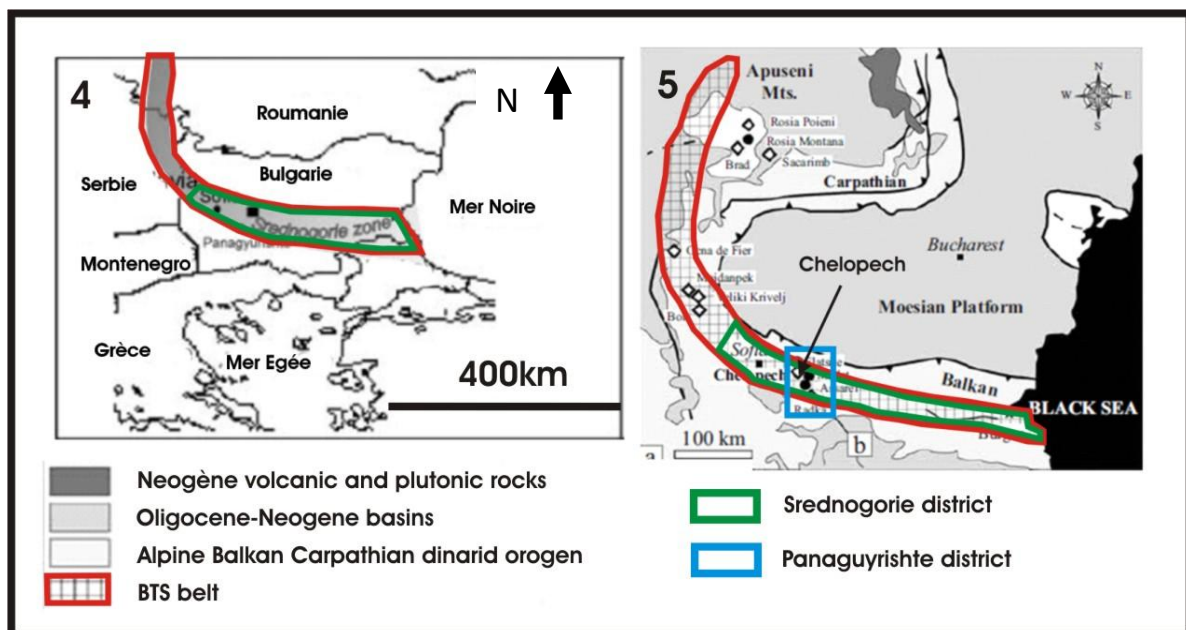 4
N
Roumanie
Bulgarie
Serbie
Mer Noire
Srednogorie zone
Montenegro
Grèce
Mer Egée
400km
5
N
W E
S
Apuseni
Mts.
Rosia Poieni
Rosia Montana
Brad
Sacarimb
Carpathian
Bucharest
Chelopech
Moesian Platform
Balkan
BLACK SEA
100 km
b
Neogène volcanic and plutonic rocks
Oligocene-Neogene basins
Alpine Balkan Carpathian dinarid orogen
BTS belt
Srednogorie district
Panaguyrishte district